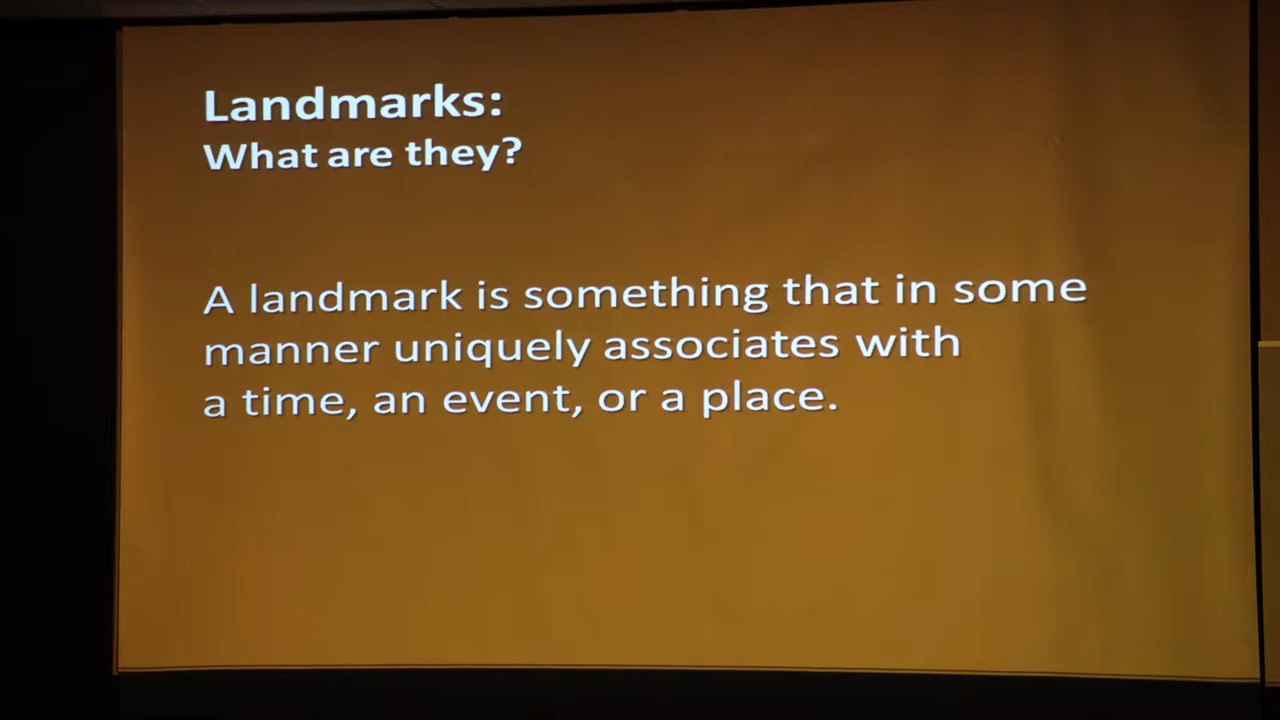 Landmarks:
What are they?
A landmark is something that in some
manner uniquely associates with
a time, an event, or a place.